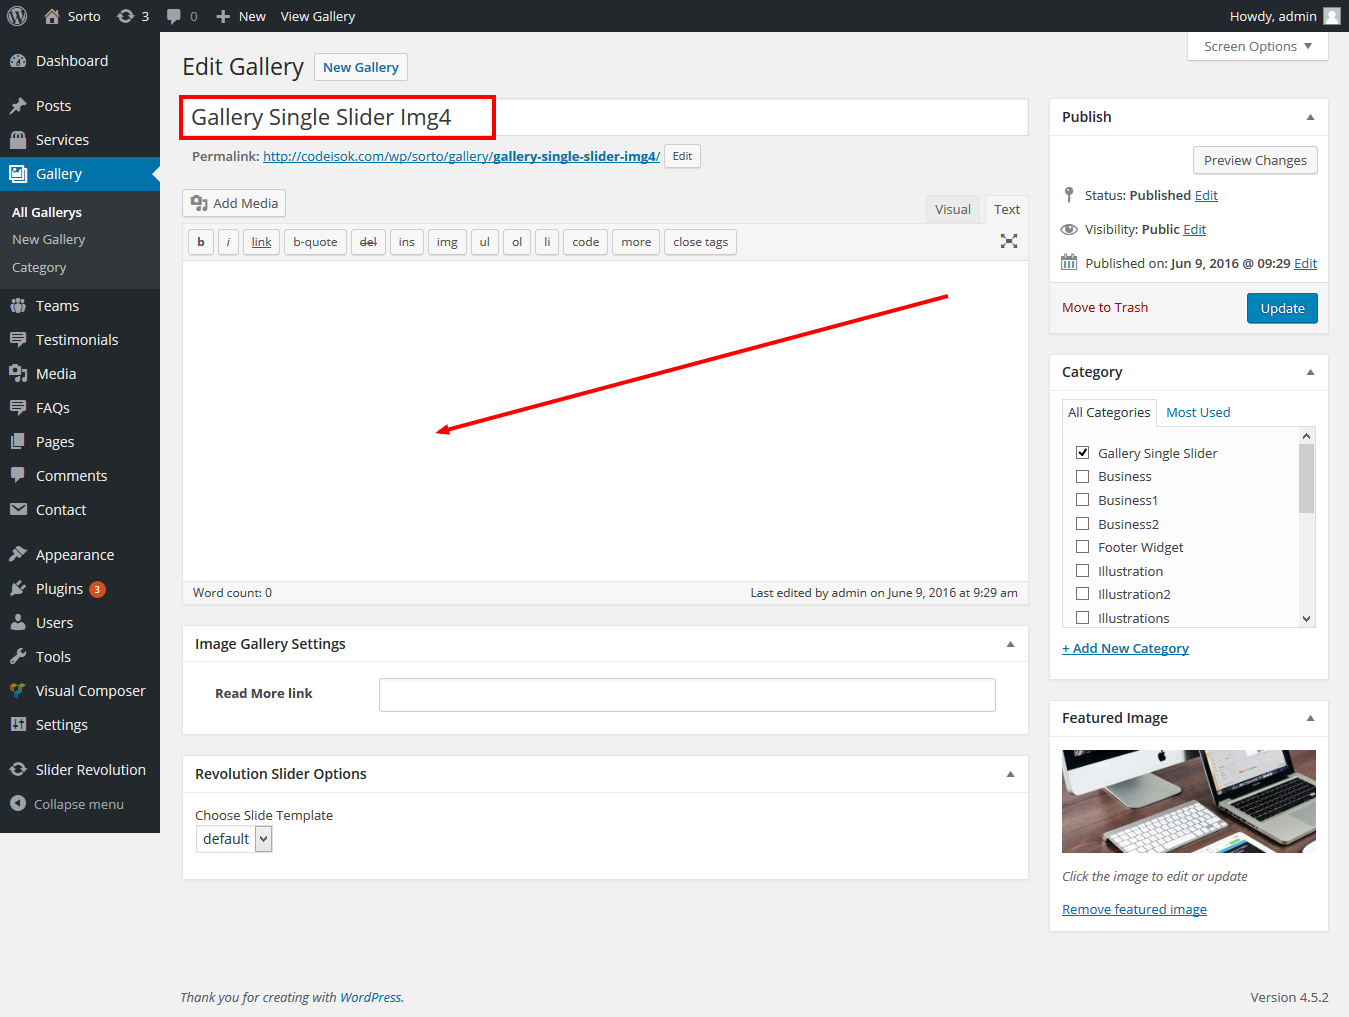 Sorto 3 0 New View Gallery Howdy, admin
Screen Options
Dashboard
Posts
Services
Gallery
All Gallerys
New Gallery
Category
Teams
Testimonials
Media
FAQs
Pages
Comments
Contact
Appearance
Plugins 3
Users
Tools
Visual Composer
Settings
Slider Revolution
Collapse menu
Edit Gallery New Gallery
Gallery Single Slider Img4
Permalink: http://codeisok.com/wp/sorto/gallery/gallery-single-slider-img4/ Edit
Add Media
Visual Text
b i link b-quote del ins img ul ol li code more close tags
Word count: 0 Last edited by admin on June 9, 2016 at 9:29 am
Image Gallery Settings
Read More link
Revolution Slider Options
Choose Slide Template
default
Publish
Preview Changes
Status: Published Edit
Visibility: Public Edit
Published on: Jun 9, 2016 @ 09:29 Edit
Move to Trash Update
Category
All Categories Most Used
Gallery Single Slider
Business
Business1
Business2
Footer Widget
Illustration
Illustration2
Illustrations
+ Add New Category
Featured Image
Click the image to edit or update
Remove featured image
Thank you for creating with WordPress. Version 4.5.2